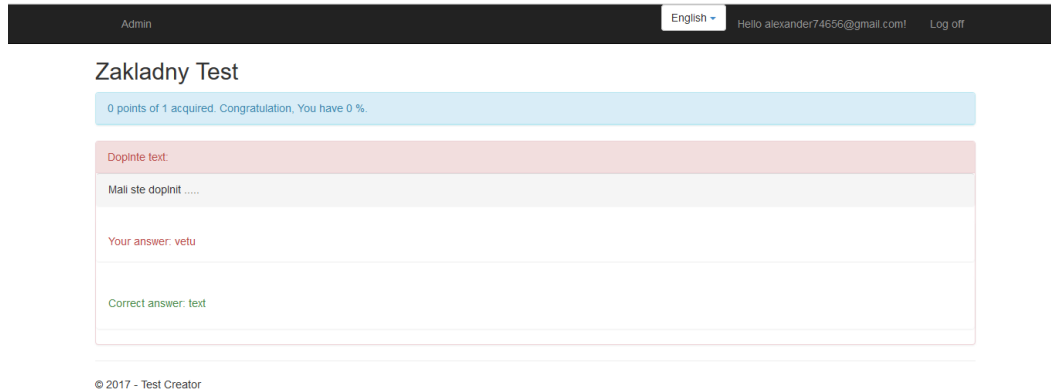 Admin English Hello alexander74656@gmail.com! Log off
Zakladny Test
0 points of 1 acquired. Congratulation, You have 0 %.
Doplnte text:
Mali ste doplnit .....
Your answer: vetu
Correct answer: text
© 2017 - Test Creator